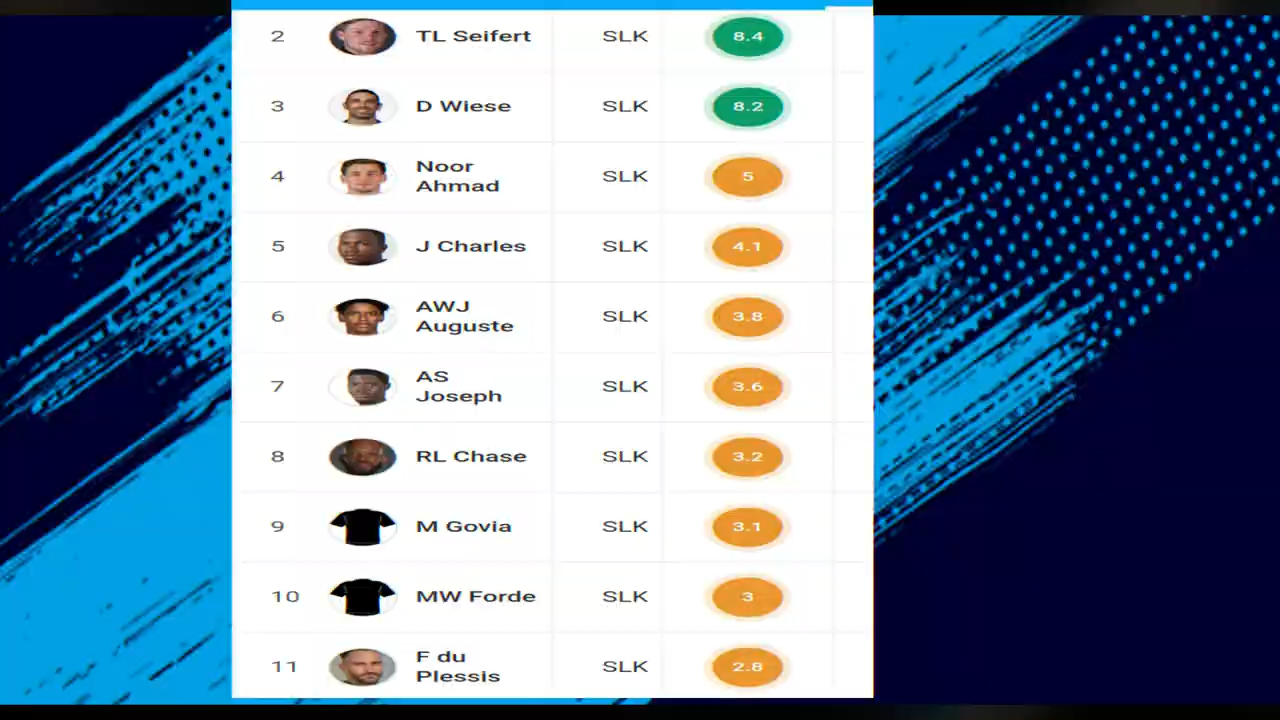 2 TL Seifert SLK 8.4
3 D Wiese SLK 8.2
4 Noor Ahmad SLK 5
5 J Charles SLK 4.1
6 AWJ Auguste SLK 3.8
7 AS Joseph SLK 3.6
8 RL Chase SLK 3.2
9 M Govia SLK 3.1
10 MW Forde SLK 3
11 F du Plessis SLK 2.8